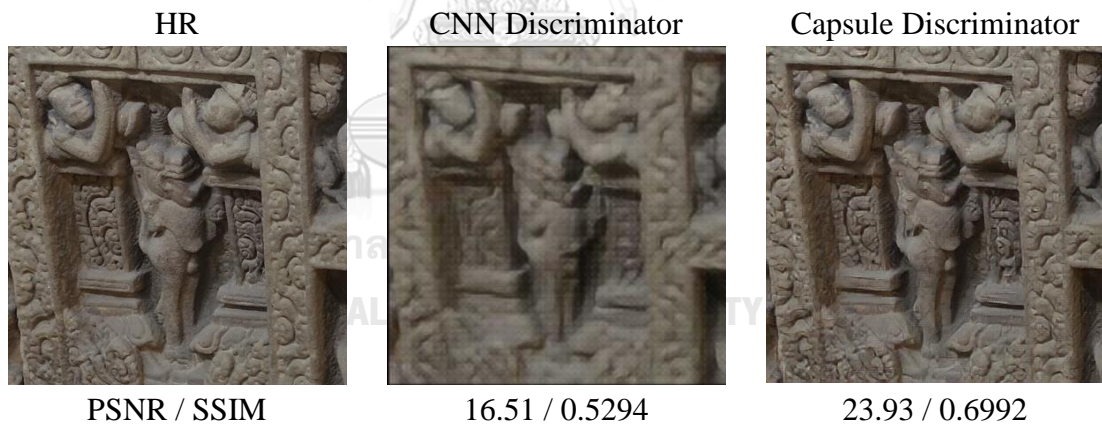 HR
CNN Discriminator
Capsule Discriminator
PSNR / SSIM
16.51 / 0.5294
23.93 / 0.6992